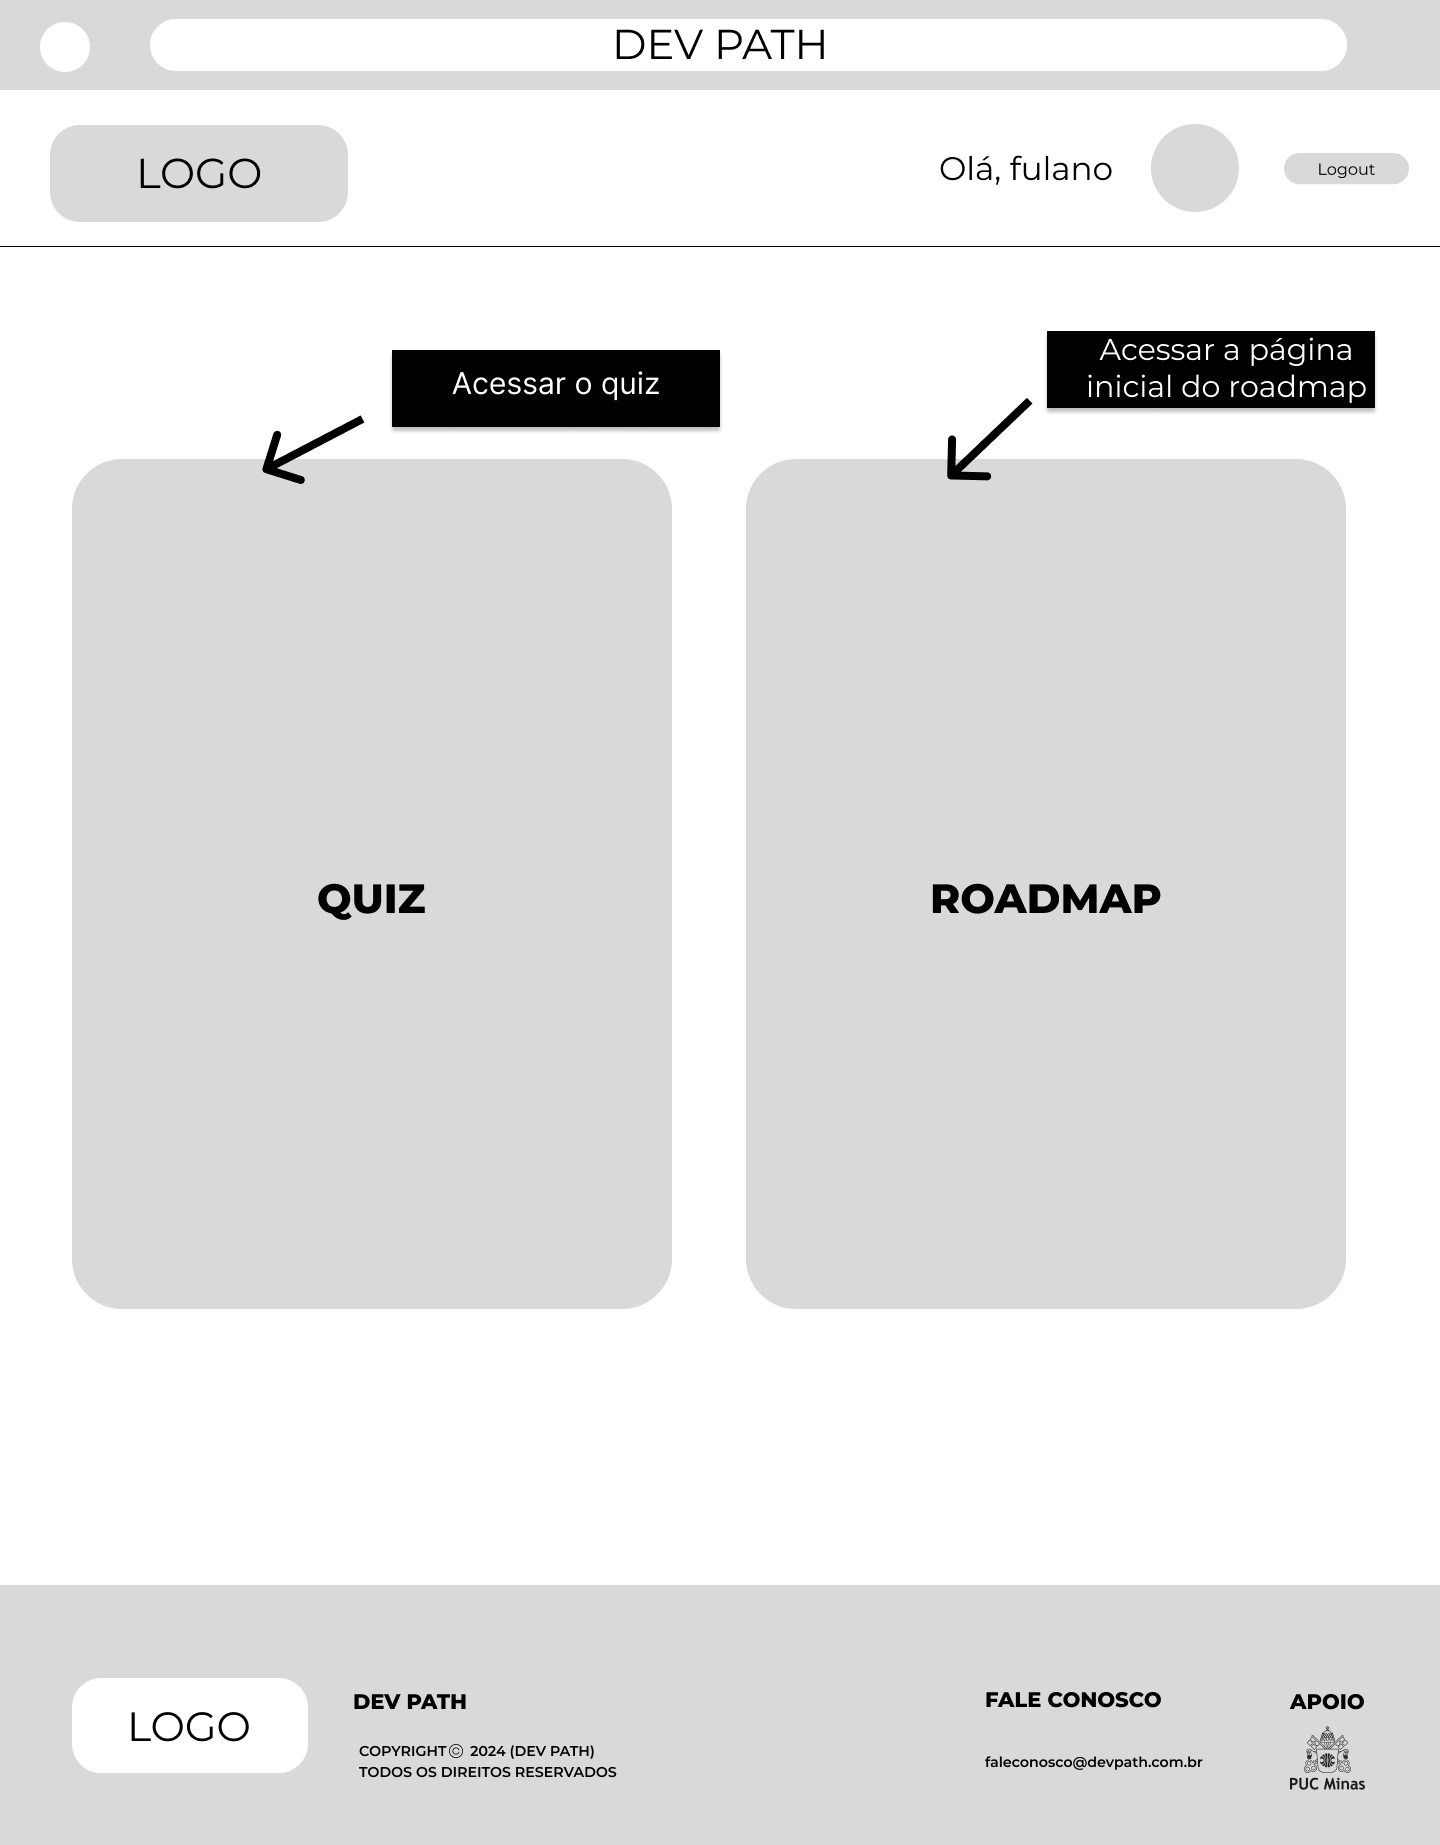 DEV PATH
LOGO
Olá, fulano
Logout
Acessar o quiz
Acessar a página
inicial do roadmap
QUIZ
ROADMAP
LOGO
DEV PATH
COPYRIGHT© 2024 (DEV PATH)
TODOS OS DIREITOS RESERVADOS
FALE CONOSCO
faleconosco@devpath.com.br
APOIO
PUC Minas